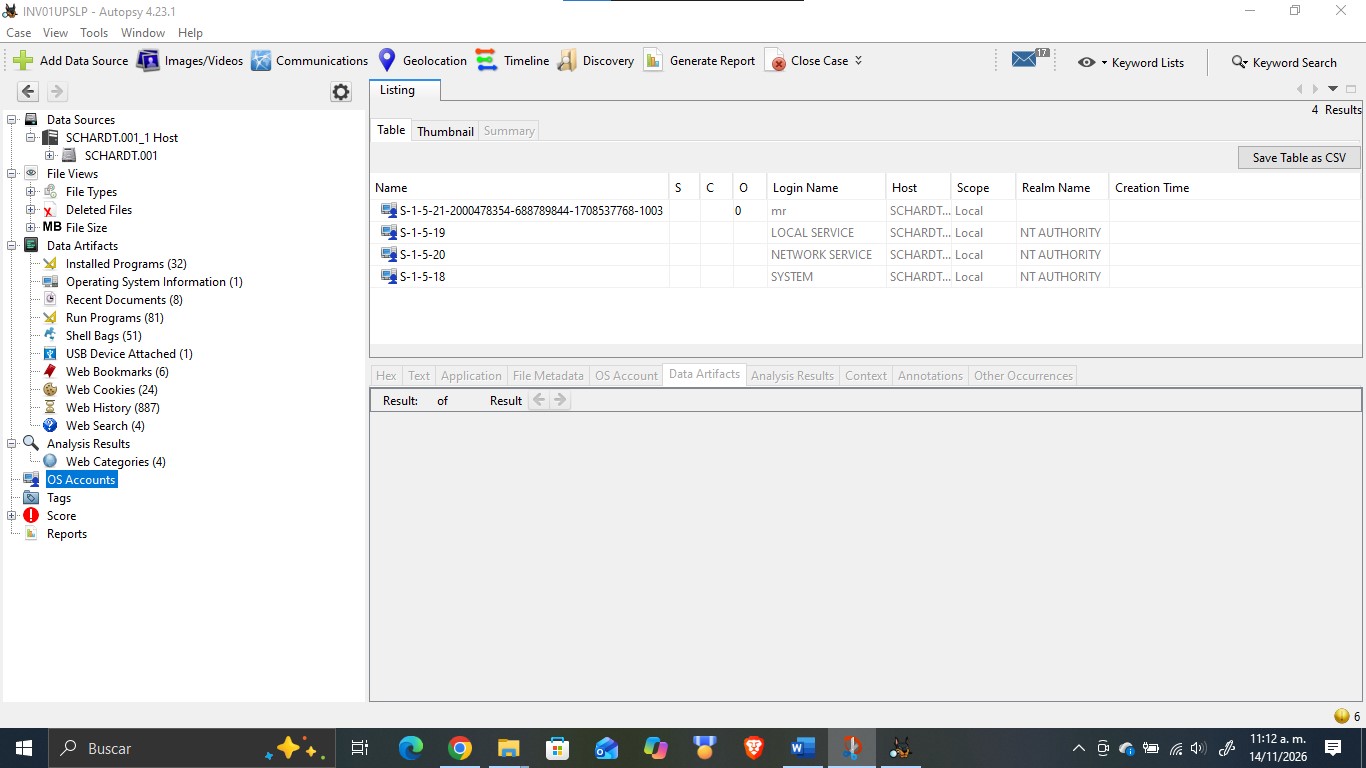 INV01UPSLP - Autopsy 4.23.1
Case View Tools Window Help
Add Data Source Images/Videos Communications Geolocation Timeline Discovery Generate Report Close Case 17 Keyword Lists Keyword Search
Listing
4 Results
Table Thumbnail Summary
Save Table as CSV
Name S C O Login Name Host Scope Realm Name Creation Time
S-1-5-21-2000478354-688789844-1708537768-1003 0 mr SCHARDT... Local
S-1-5-19 LOCAL SERVICE SCHARDT... Local NT AUTHORITY
S-1-5-20 NETWORK SERVICE SCHARDT... Local NT AUTHORITY
S-1-5-18 SYSTEM SCHARDT... Local NT AUTHORITY
Data Sources
SCHARDT.001_1 Host
SCHARDT.001
File Views
File Types
Deleted Files
MB File Size
Data Artifacts
Installed Programs (32)
Operating System Information (1)
Recent Documents (8)
Run Programs (81)
Shell Bags (51)
USB Device Attached (1)
Web Bookmarks (6)
Web Cookies (24)
Web History (887)
Web Search (4)
Analysis Results
Web Categories (4)
OS Accounts
Tags
Score
Reports
Hex Text Application File Metadata OS Account Data Artifacts Analysis Results Context Annotations Other Occurrences
Result: of Result
6
Buscar
11:12 a. m.
14/11/2026